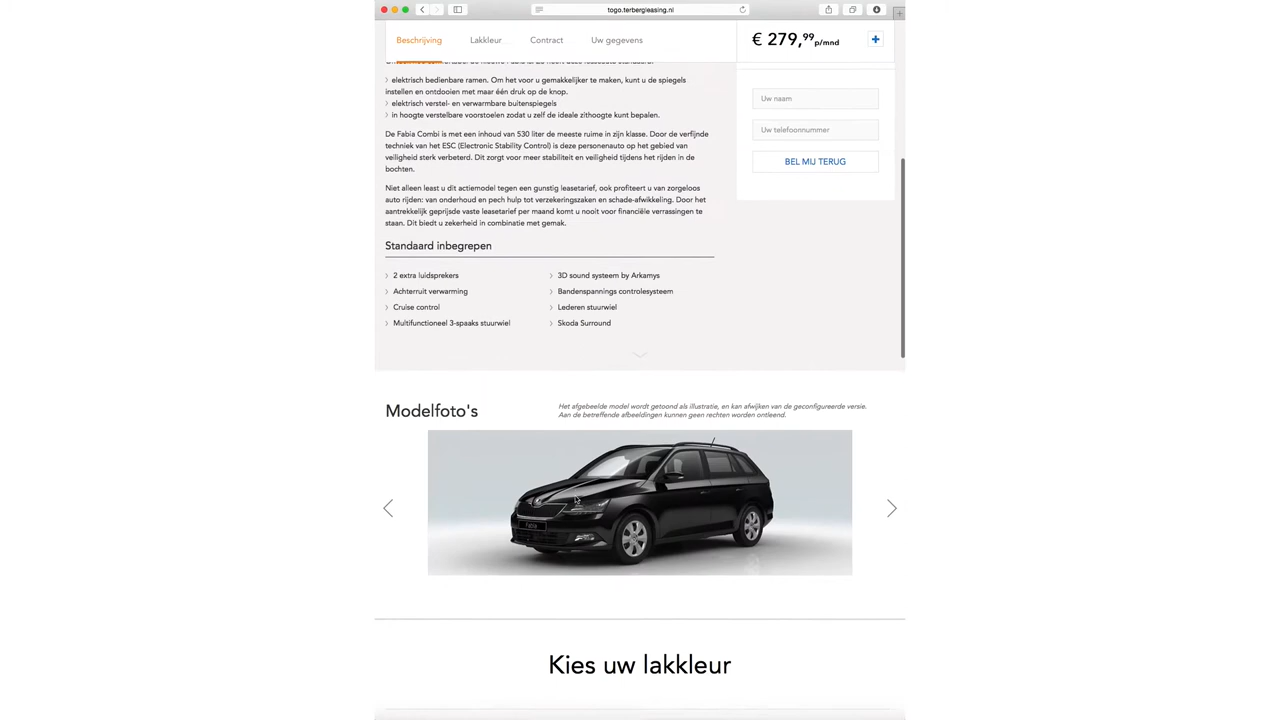 togo.terbergleasing.nl
Beschrijving Lakkleur Contract Uw gegevens
€ 279,99 p/mnd
elektrisch bedienbare ramen. Om het voor u gemakkelijker te maken, kunt u de spiegels
instellen en ontdooien met maar één druk op de knop.
elektrisch verstel- en verwarmbare buitenspiegels
in hoogte verstelbare voorstoelen zodat u zelf de ideale zithoogte kunt bepalen.
De Fabia Combi is met een inhoud van 530 liter de meeste ruime in zijn klasse. Door de verfijnde
techniek van het ESC (Electronic Stability Control) is deze personenauto op het gebied van
veiligheid sterk verbeterd. Dit zorgt voor meer stabiliteit en veiligheid tijdens het rijden in de
bochten.
Niet alleen least u dit actiemodel tegen een gunstig leasetarief, ook profiteert u van zorgeloos
auto rijden: van onderhoud en pech hulp tot verzekeringszaken en schade-afwikkeling. Door het
aantrekkelijk geprijsde vaste leasetarief per maand komt u nooit voor financiële verrassingen te
staan. Dit biedt u zekerheid in combinatie met gemak.
Uw naam
Uw telefoonnummer
BEL MIJ TERUG
Standaard inbegrepen
2 extra luidsprekers
Achterruit verwarming
Cruise control
Multifunctioneel 3-spaaks stuurwiel
3D sound systeem by Arkamys
Bandenspannings controlesysteem
Lederen stuurwiel
Skoda Surround
Modelfoto's
Het afgebeelde model wordt getoond als illustratie, en kan afwijken van de geconfigureerde versie.
Aan de betreffende afbeeldingen kunnen geen rechten worden ontleend.
Fabia
Kies uw lakkleur